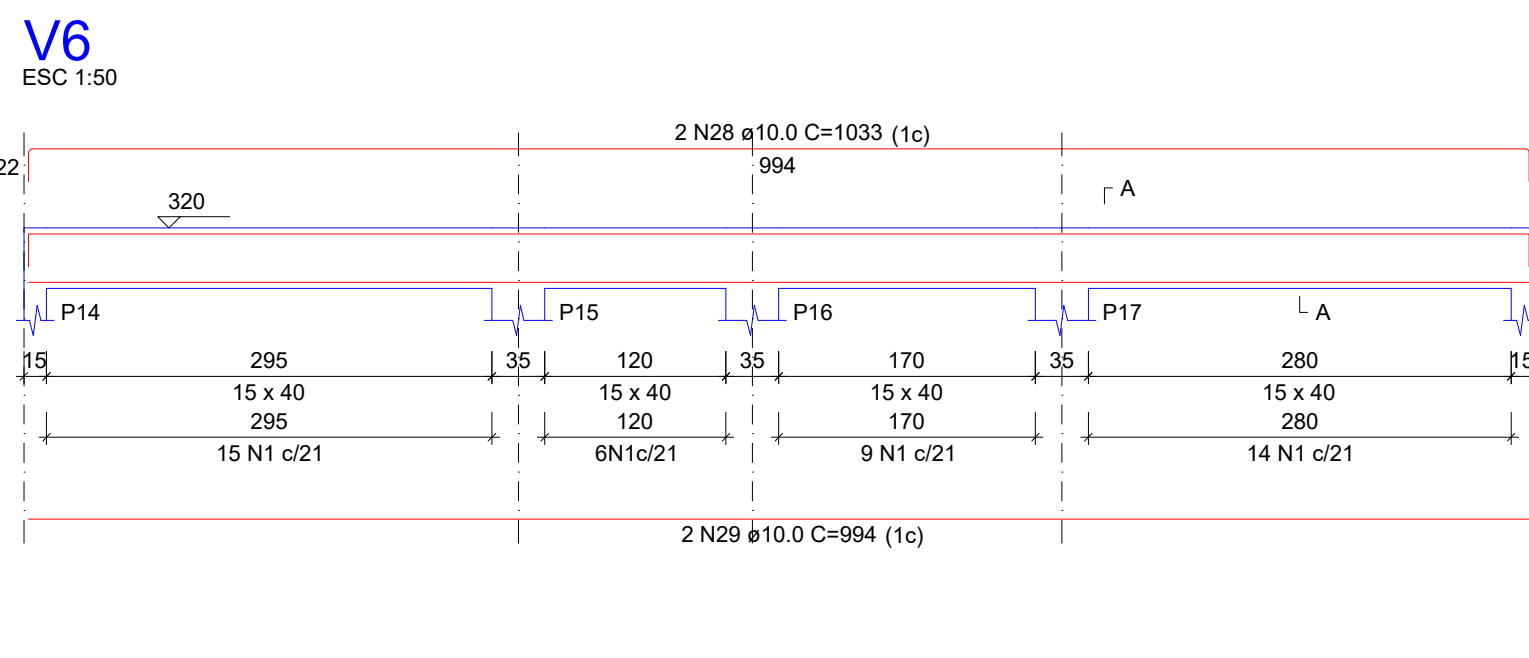 V6
ESC 1:50
2 N28 ø10.0 C=1033 (1c)
22
994
A
320
P14
P15
P16
P17
A
15
295
35
120
35
170
35
280
15
15 x 40
15 x 40
15 x 40
15 x 40
295
120
170
280
15 N1 c/21
6N1c/21
9 N1 c/21
14 N1 c/21
2 N29 ø10.0 C=994 (1c)